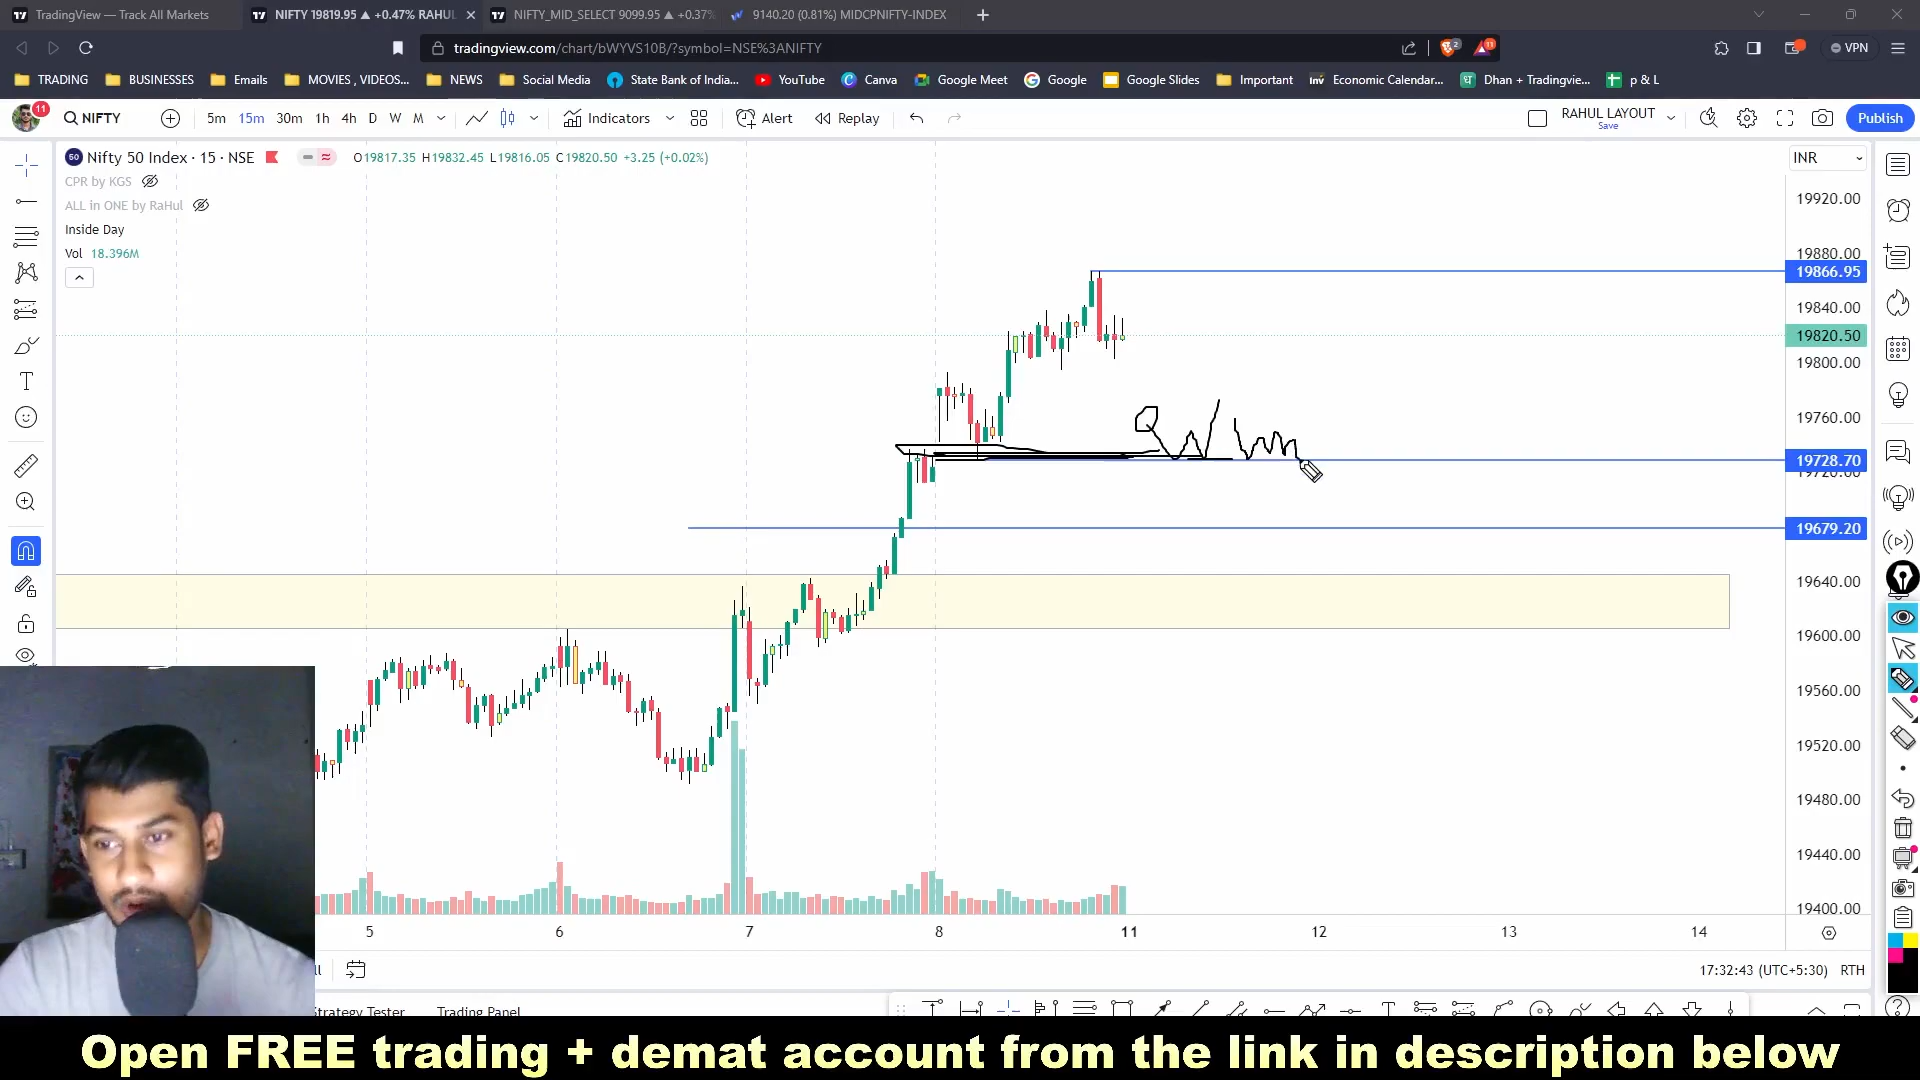 TradingView — Track All Markets
NIFTY 19819.95 ▲ +0.47% RAHUL
NIFTY_MID_SELECT 9099.95 ▲ +0.37%
9140.20 (0.81%) MIDCPNIFTY-INDEX
tradingview.com/chart/bWYVS10B/?symbol=NSE%3ANIFTY
2
11
VPN
TRADING
BUSINESSES
Emails
MOVIES , VIDEOS...
NEWS
Social Media
State Bank of India...
YouTube
Canva
Google Meet
Google
Google Slides
Important
Economic Calendar...
Dhan + Tradingvie...
p & L
11
NIFTY
5m 15m 30m 1h 4h D W M
Indicators
Alert
Replay
RAHUL LAYOUT
Save
Publish
50 Nifty 50 Index · 15 · NSE
O19817.35 H19832.45 L19816.05 C19820.50 +3.25 (+0.02%)
INR
CPR by KGS
ALL in ONE by RaHul
Inside Day
Vol 18.396M
19920.00
19880.00
19866.95
19840.00
19820.50
19800.00
19760.00
19728.70
19720.00
19679.20
19640.00
19600.00
19560.00
19520.00
19480.00
19440.00
19400.00
5 6 7 8 11 12 13 14
17:32:43 (UTC+5:30) RTH
Strategy Tester Trading Panel
Open FREE trading + demat account from the link in description below